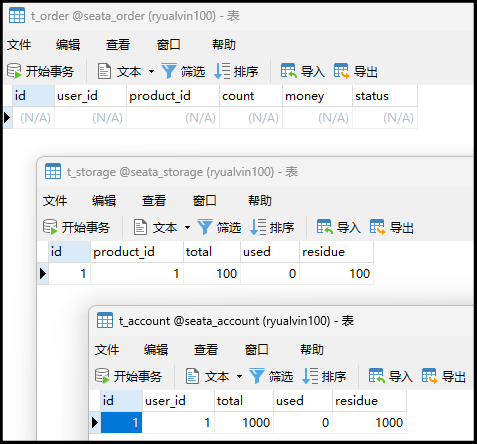 t_order @seata_order (ryualvin100) - 表
文件 编辑 查看 窗口 帮助
开始事务 文本 筛选 排序 导入 导出
id user_id product_id count money status
(N/A) (N/A) (N/A) (N/A) (N/A) (N/A)
t_storage @seata_storage (ryualvin100) - 表
文件 编辑 查看 窗口 帮助
开始事务 文本 筛选 排序 导入 导出
id product_id total used residue
1 1 100 0 100
t_account @seata_account (ryualvin100) - 表
文件 编辑 查看 窗口 帮助
开始事务 文本 筛选 排序 导入 导出
id user_id total used residue
1 1 1000 0 1000